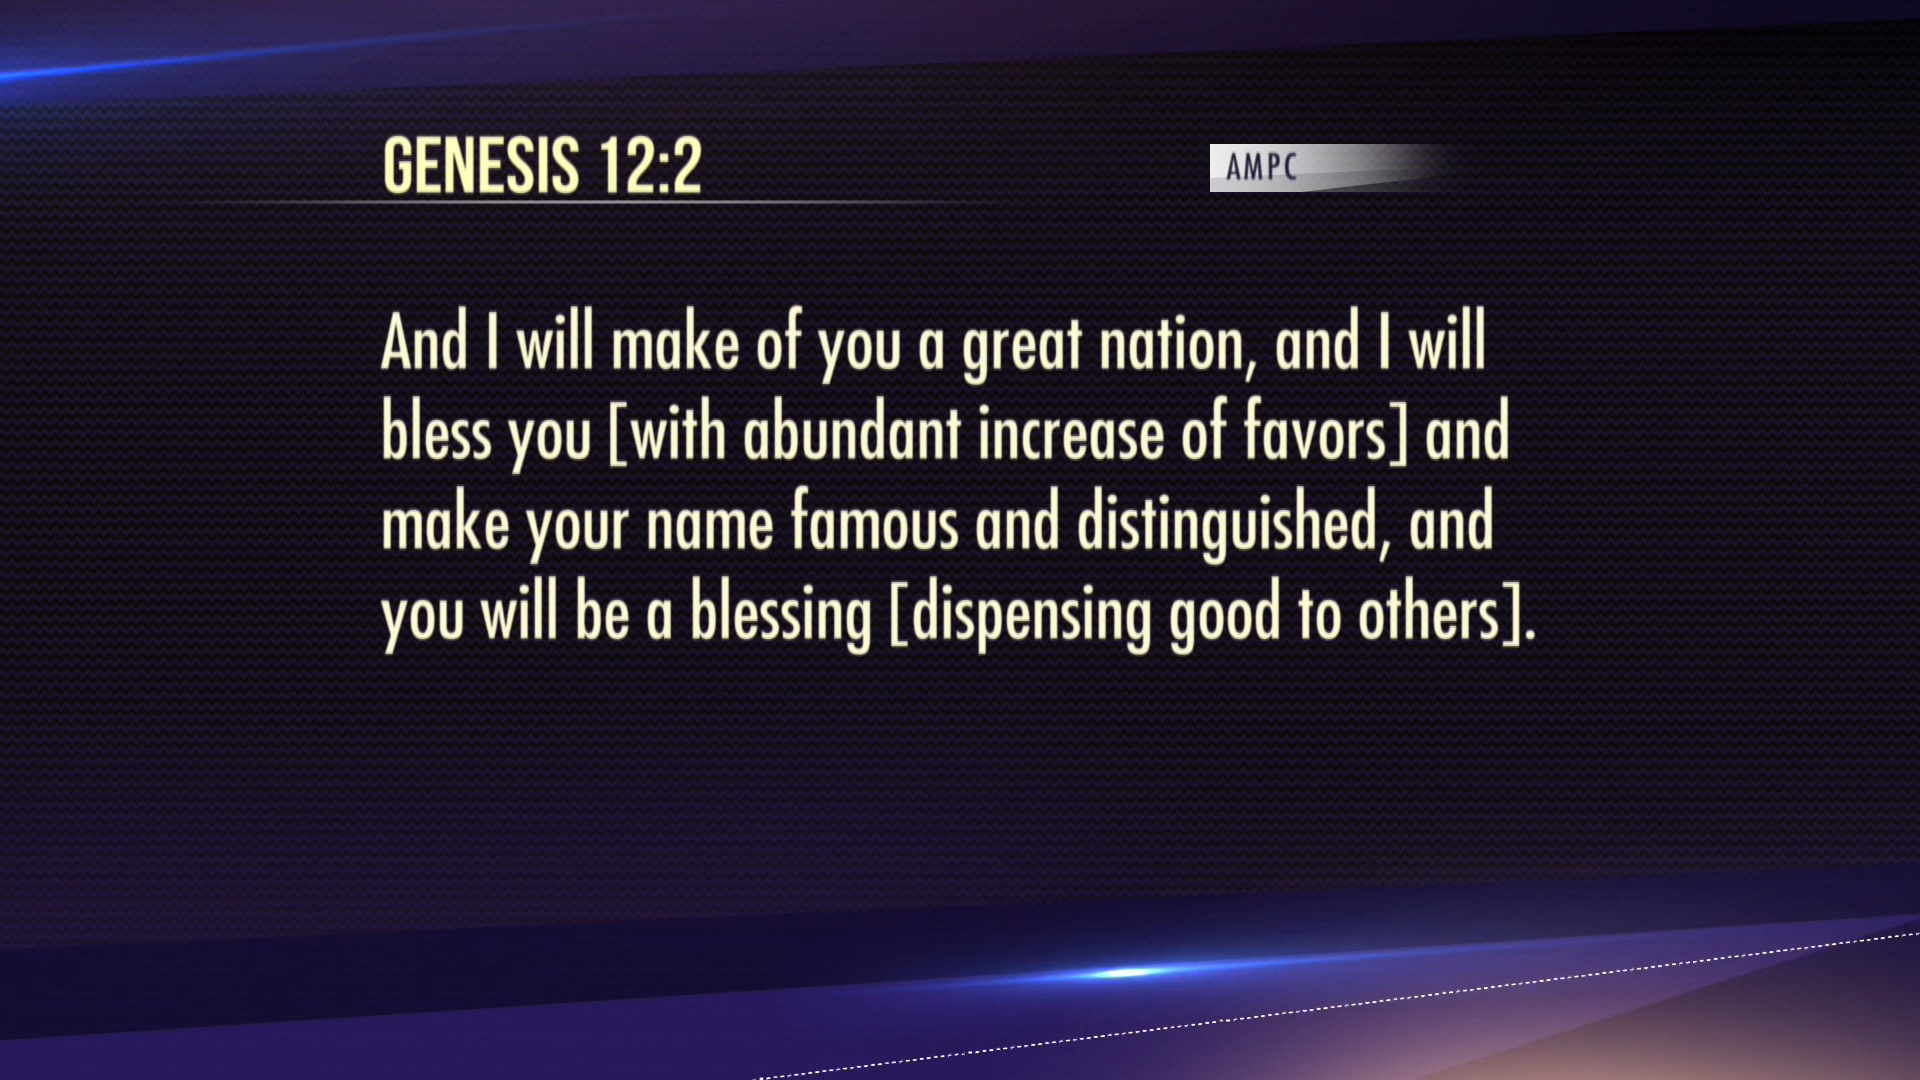 GENESIS 12:2
AMPC
And I will make of you a great nation, and I will
bless you [with abundant increase of favors] and
make your name famous and distinguished, and
you will be a blessing [dispensing good to others].